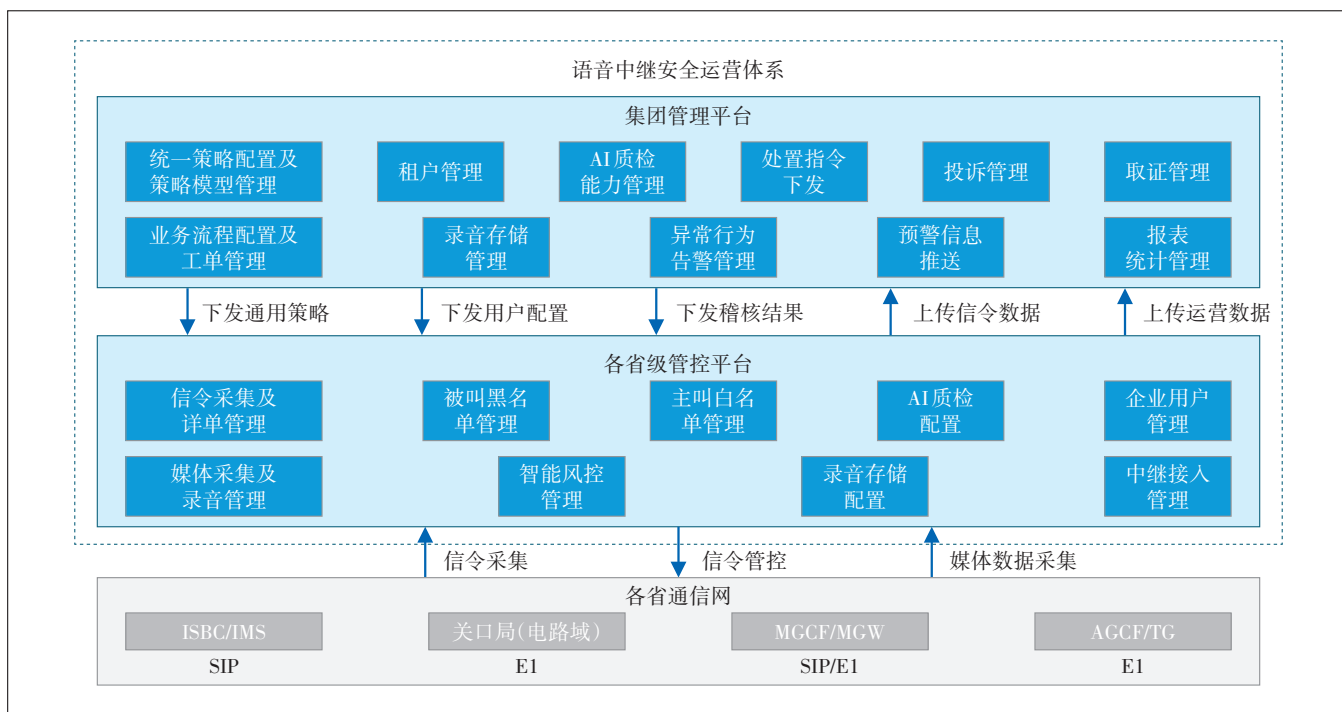 语音中继安全运营体系
集团管理平台
统一策略配置及
策略模型管理
租户管理
AI质检
能力管理
处置指令
下发
投诉管理
取证管理
业务流程配置及
工单管理
录音存储
管理
异常行为
告警管理
预警信息
推送
报表
统计管理
下发通用策略
下发用户配置
下发稽核结果
上传信令数据
上传运营数据
各省级管控平台
信令采集及
详单管理
被叫黑名
单管理
主叫白名
单管理
AI质检
配置
企业用户
管理
媒体采集及
录音管理
智能风控
管理
录音存储
配置
中继接入
管理
信令采集
信令管控
媒体数据采集
各省通信网
ISBC/IMS
关口局(电路域)
MGCF/MGW
AGCF/TG
SIP
E1
SIP/E1
E1